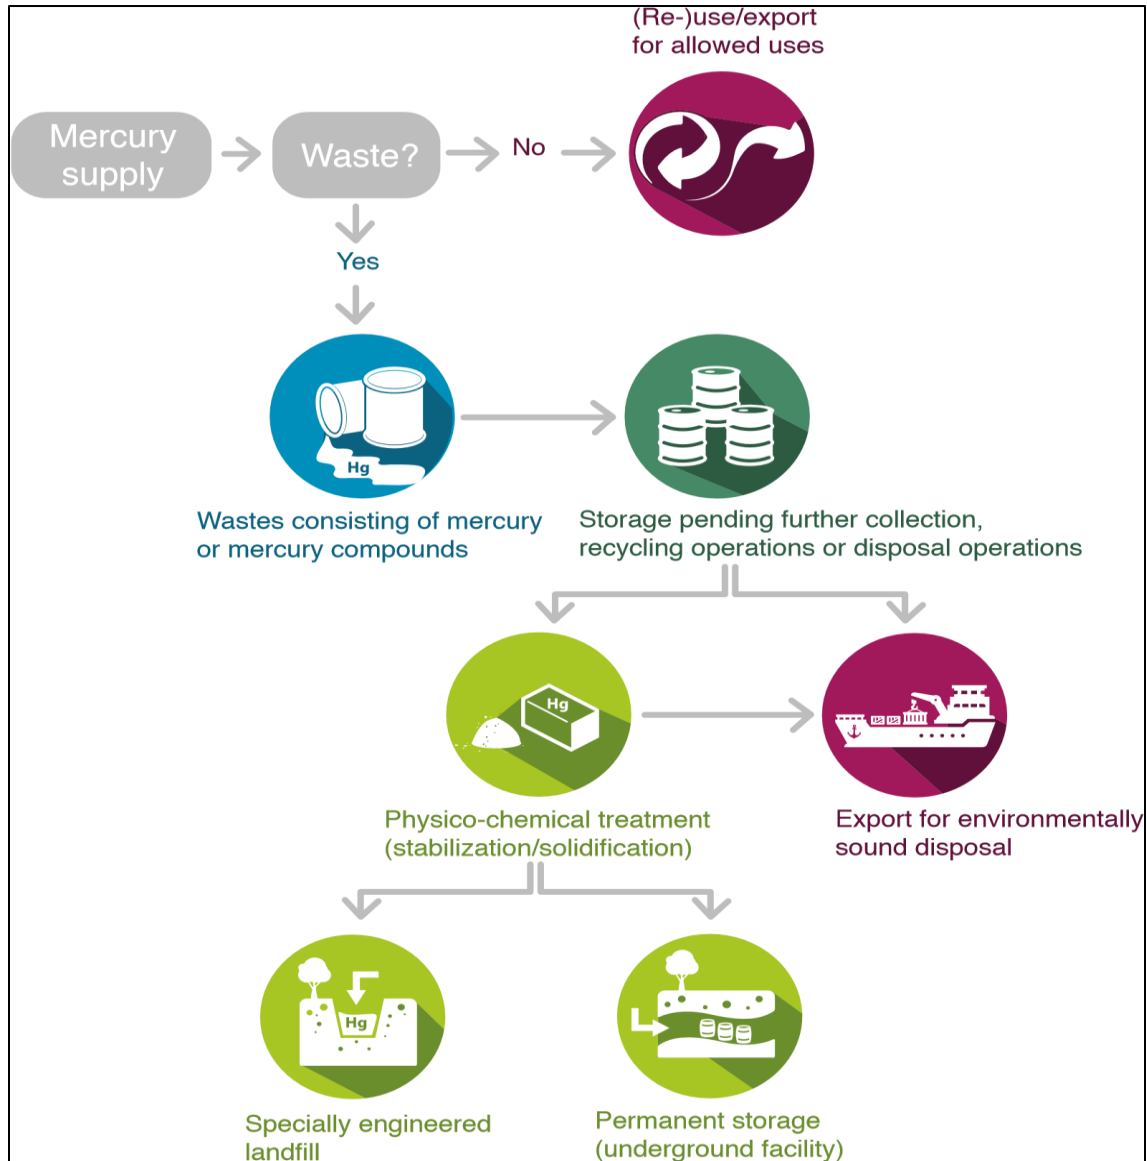 (Re-)use/export
for allowed uses
Mercury
supply
Waste?
No
Yes
Hg
Wastes consisting of mercury
or mercury compounds
Storage pending further collection,
recycling operations or disposal operations
Hg
Physico-chemical treatment
(stabilization/solidification)
Export for environmentally
sound disposal
Hg
Specially engineered
landfill
Permanent storage
(underground facility)